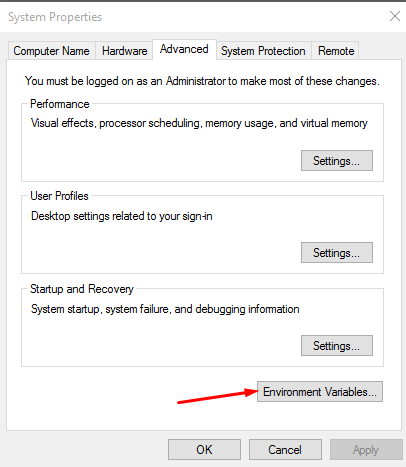 System Properties
Computer Name Hardware Advanced System Protection Remote
You must be logged on as an Administrator to make most of these changes.
Performance
Visual effects, processor scheduling, memory usage, and virtual memory
Settings...
User Profiles
Desktop settings related to your sign-in
Settings...
Startup and Recovery
System startup, system failure, and debugging information
Settings...
Environment Variables...
OK Cancel Apply